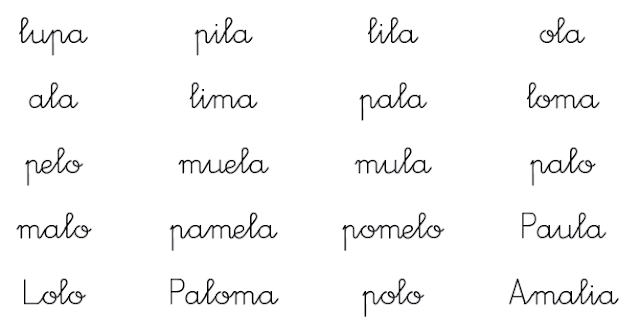 lupa pila lila ola
ala lima pala loma
pelo muela mula palo
malo pamela pomelo Paula
Lolo Paloma polo Amalia